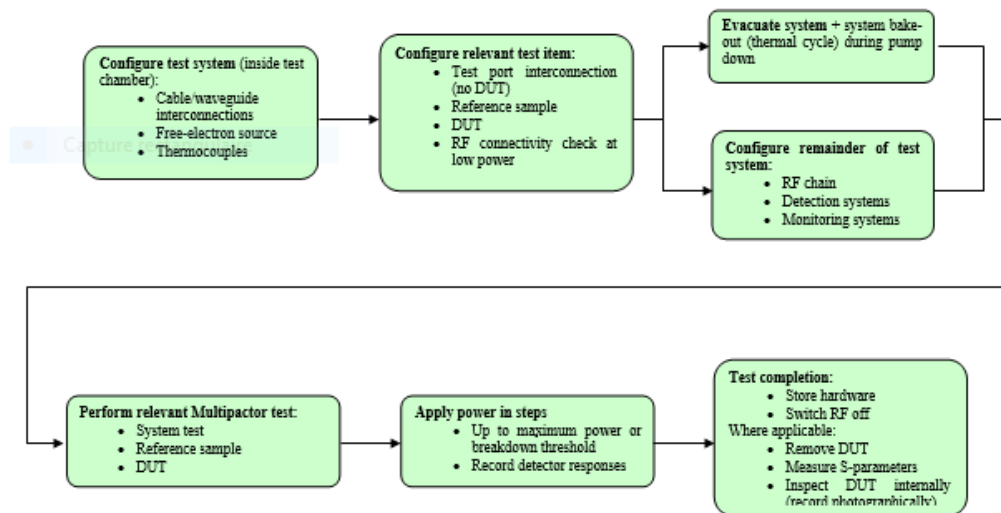 Configure test system (inside test
chamber):
• Cable/waveguide
interconnections
• Free-electron source
• Thermocouples
Capture rectangulaire
Configure relevant test item:
• Test port interconnection
(no DUT)
• Reference sample
• DUT
• RF connectivity check at
low power
Evacuate system + system bake-
out (thermal cycle) during pump
down
Configure remainder of test
system:
• RF chain
• Detection systems
• Monitoring systems
Perform relevant Multipactor test:
• System test
• Reference sample
• DUT
Apply power in steps
• Up to maximum power or
breakdown threshold
• Record detector responses
Test completion:
• Store hardware
• Switch RF off
Where applicable:
• Remove DUT
• Measure S-parameters
• Inspect DUT internally
(record photographically)